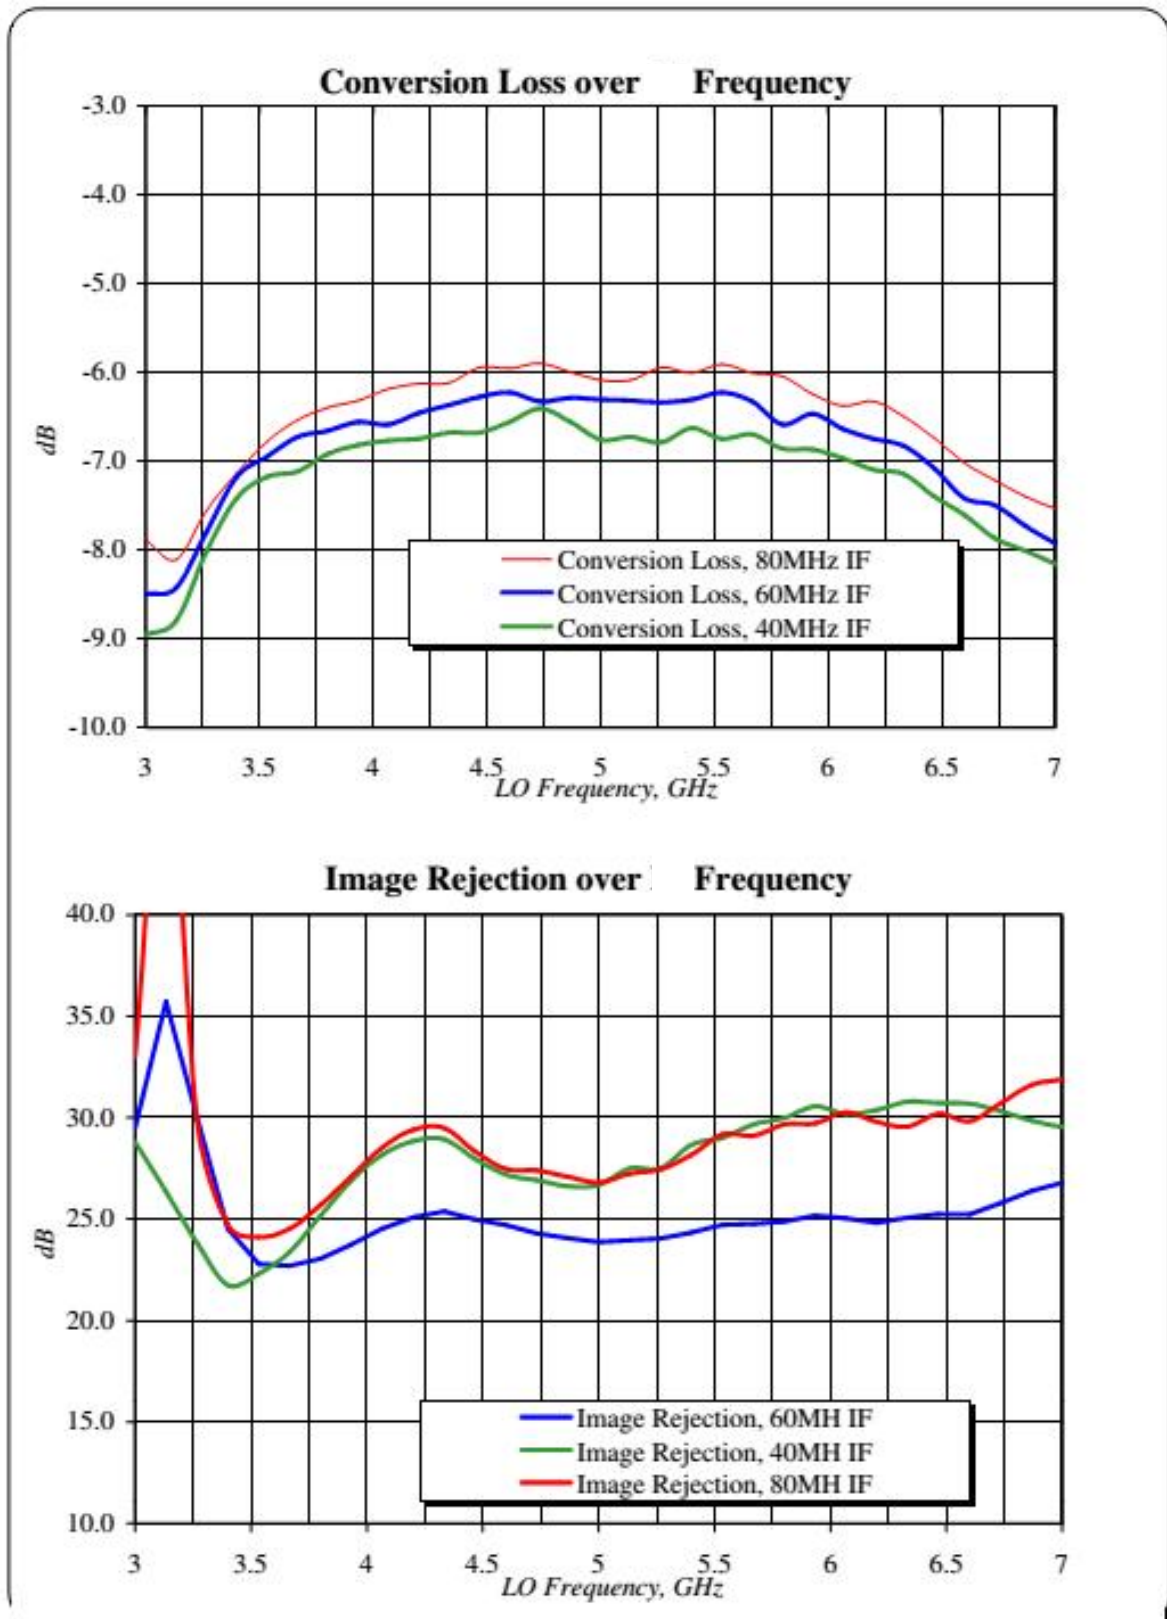 Conversion Loss over Frequency
-3.0
-4.0
-5.0
-6.0
-7.0
-8.0
-9.0
-10.0
dB
Conversion Loss, 80MHz IF
Conversion Loss, 60MHz IF
Conversion Loss, 40MHz IF
3 3.5 4 4.5 5 5.5 6 6.5 7
LO Frequency, GHz
Image Rejection over Frequency
40.0
35.0
30.0
25.0
20.0
15.0
10.0
dB
Image Rejection, 60MH IF
Image Rejection, 40MH IF
Image Rejection, 80MH IF
3 3.5 4 4.5 5 5.5 6 6.5 7
LO Frequency, GHz